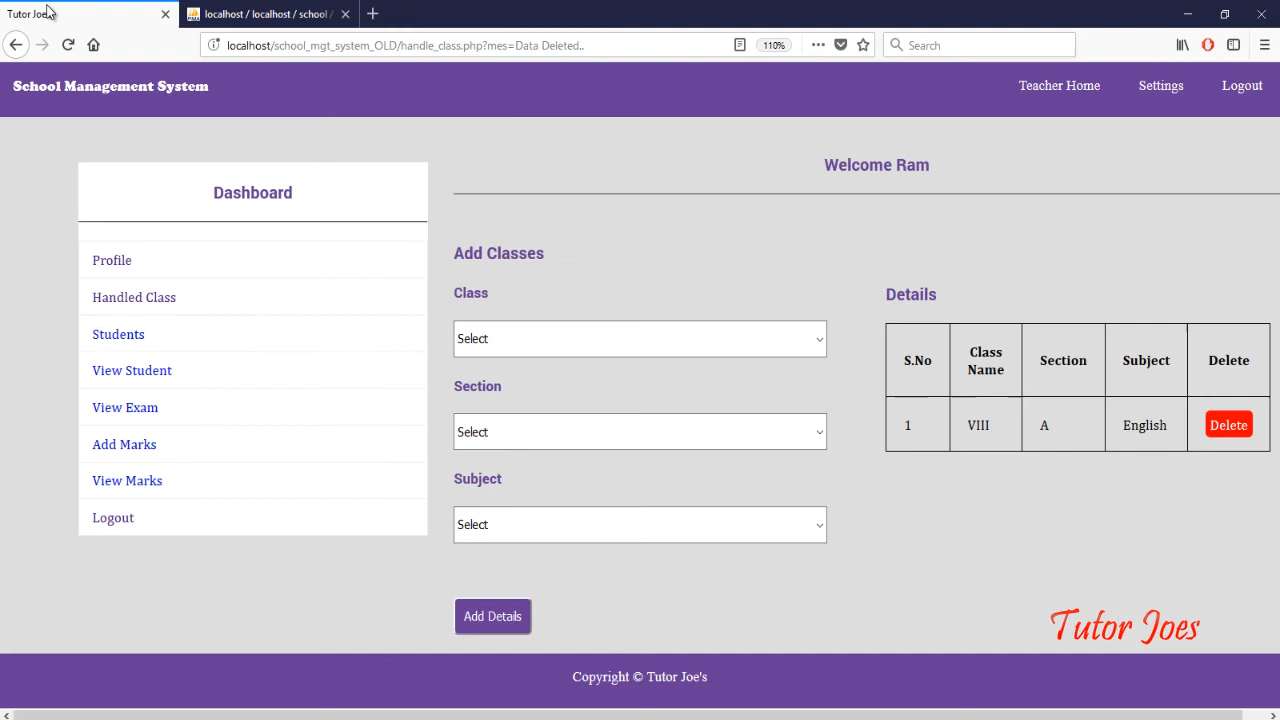 Tutor Joe
localhost / localhost / school /
localhost/school_mgt_system_OLD/handle_class.php?mes=Data Deleted..
110%
Search
School Management System
Teacher Home
Settings
Logout
Dashboard
Profile
Handled Class
Students
View Student
View Exam
Add Marks
View Marks
Logout
Welcome Ram
Add Classes
Class
Select
Section
Select
Subject
Select
Add Details
Details
S.No Class Name Section Subject Delete
1 VIII A English Delete
Tutor Joes
Copyright © Tutor Joe's